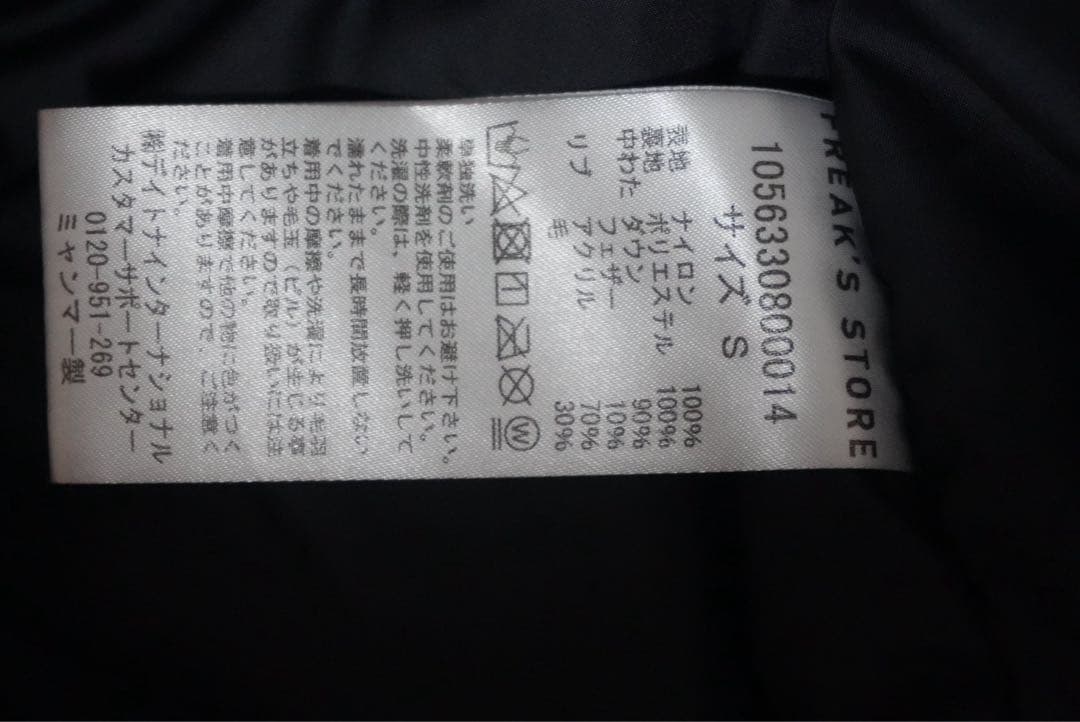 FREAK'S STORE
10563308000014
サイズ S
表地 ナイロン 100%
裏地 ポリエステル 100%
中わた ダウン 90%
フェザー 10%
リブ アクリル 70%
毛 30%
単独洗い
柔軟剤のご使用はお避け下さい。
中性洗剤を使用してください。
洗濯の際は、軽く押し洗いして
ください。
濡れたままで長時間放置しない
でください。
着用中の摩擦や洗濯により毛羽
立ちや毛玉（ピル）が生じる事
がありますので取り扱いには注
意してください。
着用中摩擦で他の物に色がつく
ことがありますので、ご注意く
ださい。
㈱デイトナインターナショナル
カスタマーサポートセンター
0120-951-269
ミャンマー製